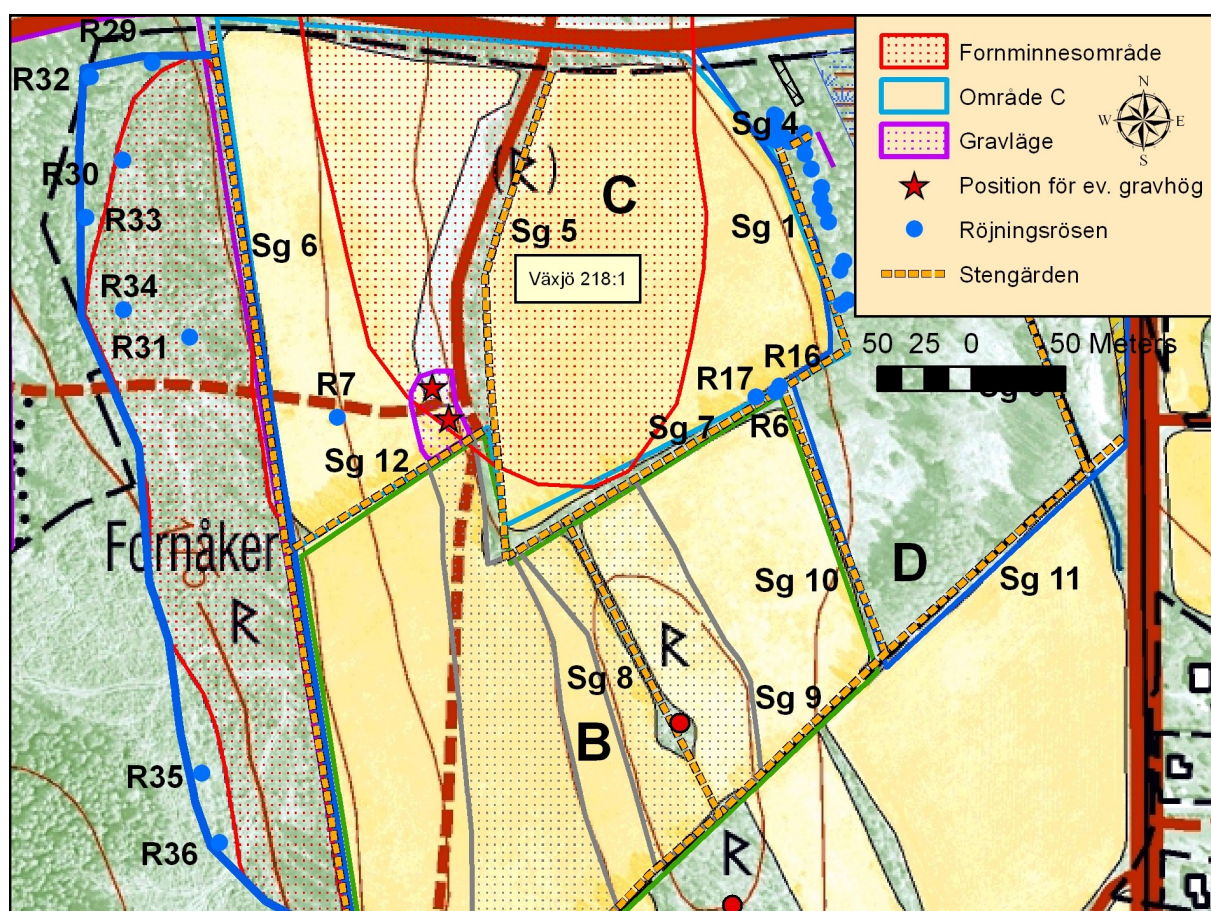 R29
R32
R30
R33
R34
R31
Sg 6
R7
Sg 12
Fornåker
R
R35
R36
(R)
Sg 5
C
Växjö 218:1
Sg 4
Sg 1
R16
R17
R6
Sg 7
Sg 10
D
Sg 11
R
Sg 8
B
Sg 9
R
Fornminnesområde
Område C
Gravläge
Position för ev. gravhög
Röjningsrösen
Stengärden
N
W E
S
50 25 0 50 Meters